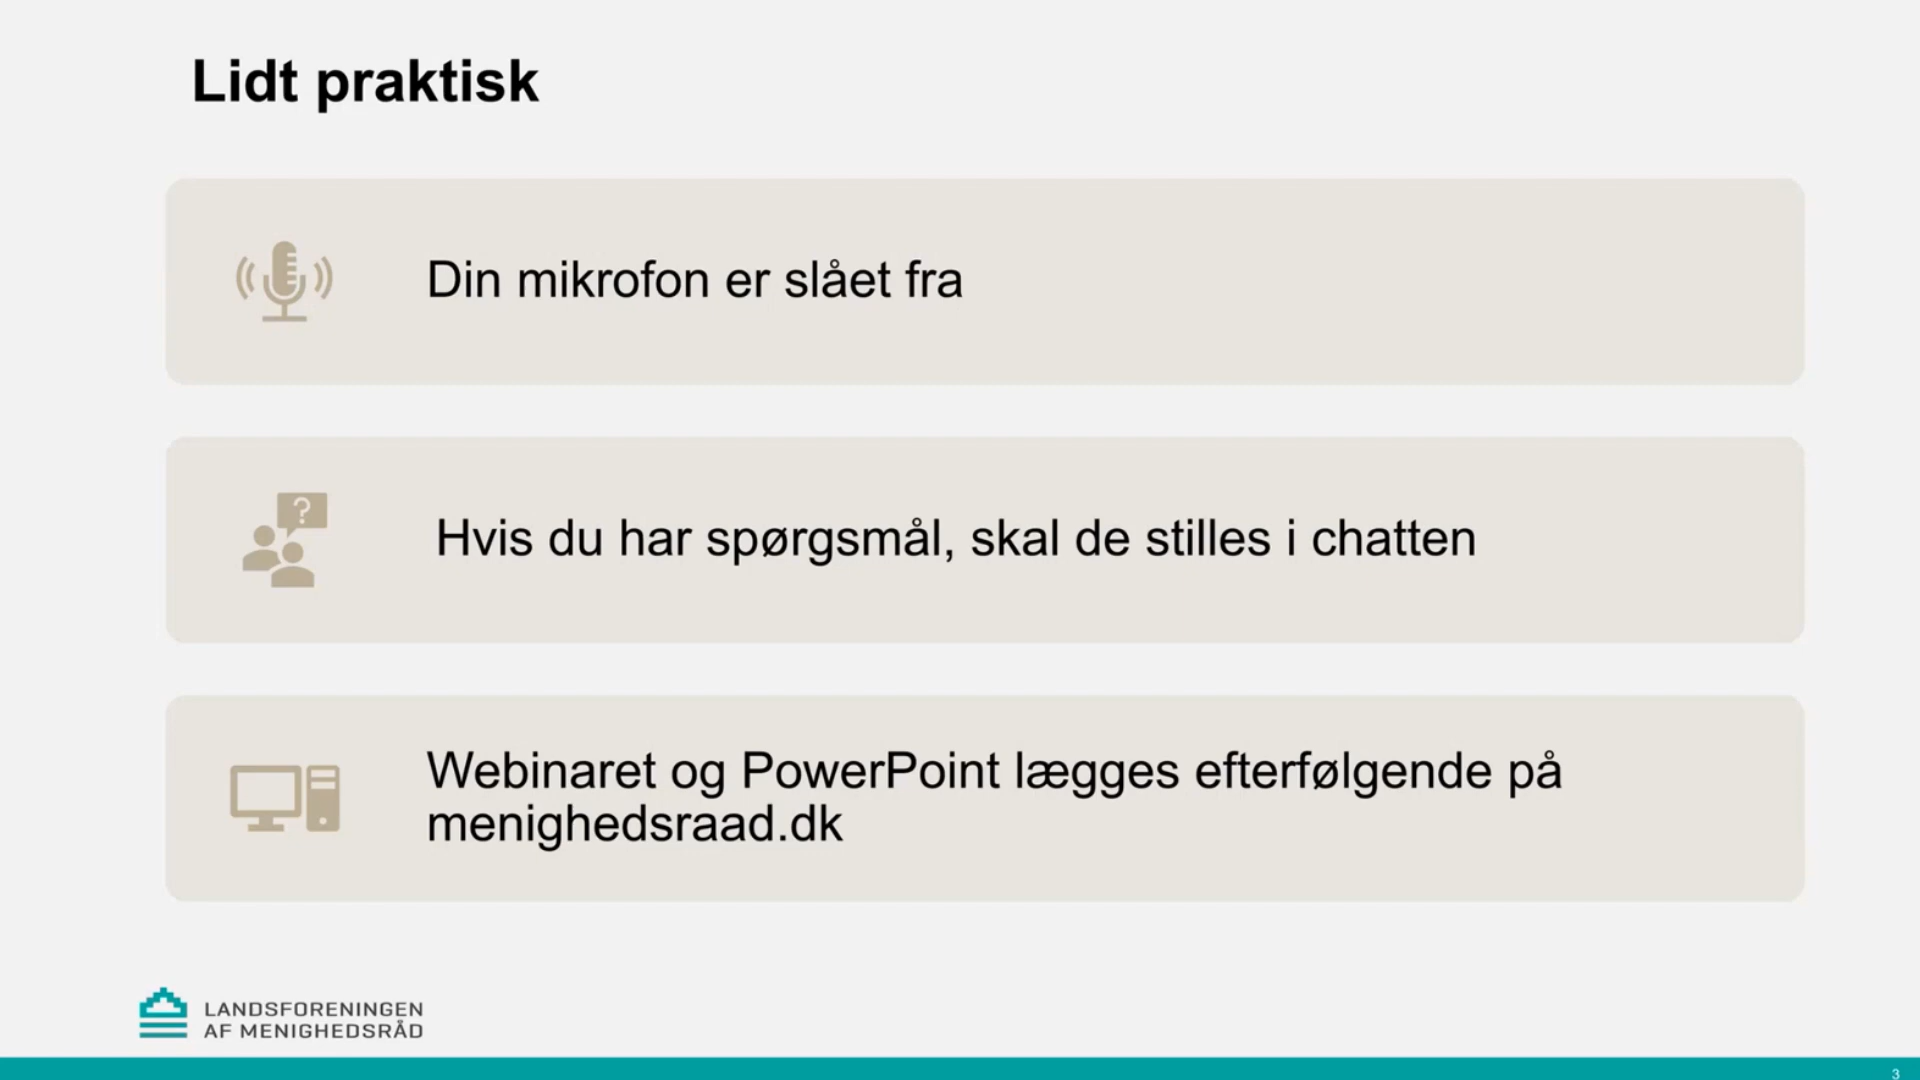 Lidt praktisk
Din mikrofon er slået fra
?
Hvis du har spørgsmål, skal de stilles i chatten
Webinaret og PowerPoint lægges efterfølgende på
menighedsraad.dk
LANDSFORENINGEN
AF MENIGHEDSRÅD
3